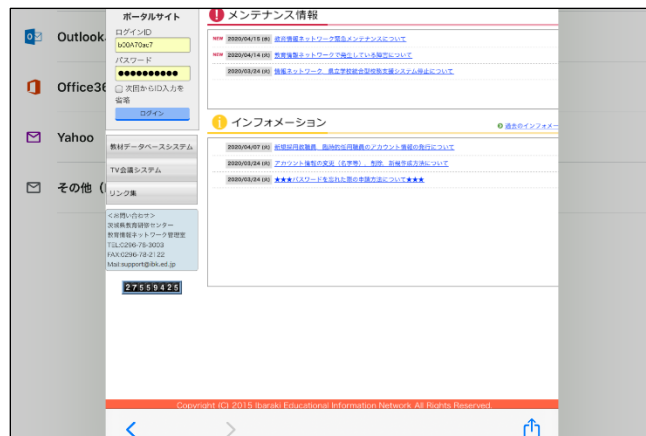 Outlook
Office36
Yahoo
その他（
ポータルサイト
ログインID
b00A70ac7
パスワード
●●●●●●●●●●
次回からID入力を
省略
ログイン
教材データベースシステム
TV会議システム
リンク集
<お問い合わせ>
茨城県教育研修センター
教育情報ネットワーク管理室
TEL:0296-78-3003
FAX:0296-78-2122
Mail:support@ibk.ed.jp
27559425
メンテナンス情報
NEW 2020/04/15 (水) 教育情報ネットワーク緊急メンテナンスについて
NEW 2020/04/14 (火) 教育情報ネットワークで発生している障害について
2020/03/24 (火) 情報ネットワーク 県立学校総合型校務支援システム停止について
インフォメーション
過去のインフォメー
2020/04/07 (火) 新規採用教職員、臨時的任用職員のアカウント情報の発行について
2020/03/24 (火) アカウント情報の変更（名字等）、削除、新規作成方法について
2020/03/24 (火) ★★★パスワードを忘れた際の申請方法について★★★
Copyright (C) 2015 Ibaraki Educational Information Network All Rights Reserved.